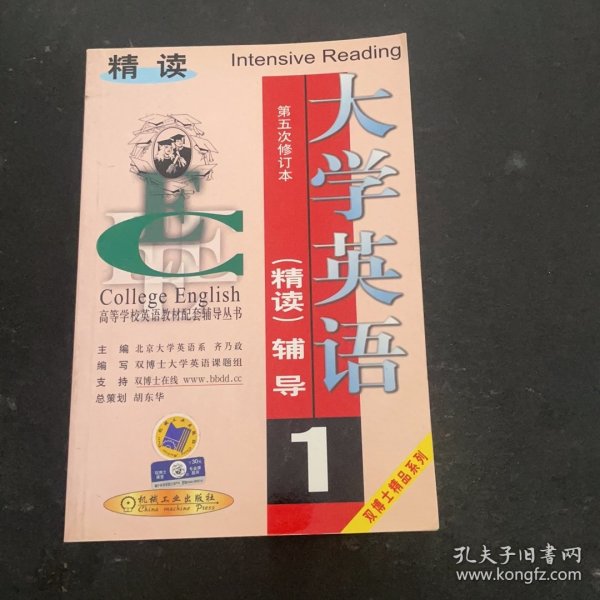 精读
Intensive Reading
大学英语
第五次修订本
(精读)辅导
1
E
E
C
College English
高等学校英语教材配套辅导丛书
主 编 北京大学英语系 齐乃政
编 写 双博士大学英语课题组
支 持 双博士在线 www.bbdd.cc
总策划 胡东华
机械工业出版社
China machine Press
双博士精品系列
孔夫子旧书网
www.kongfz.com